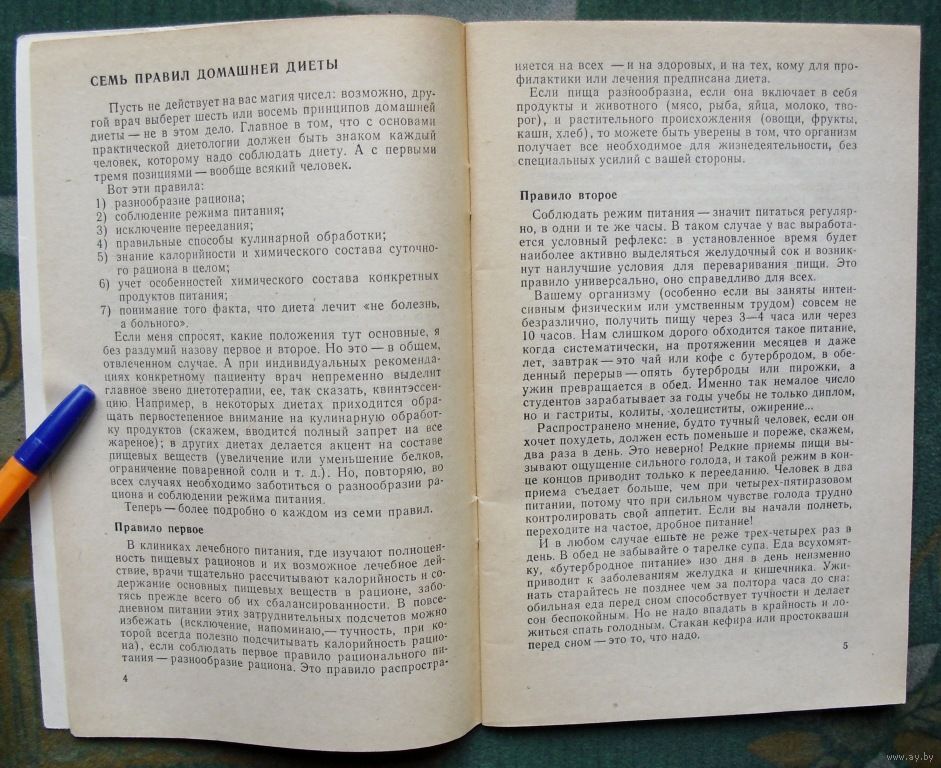 СЕМЬ ПРАВИЛ ДОМАШНЕЙ ДИЕТЫ
Пусть не действует на вас магия чисел: возможно, дру-
гой врач выберет шесть или восемь принципов домашней
диеты — не в этом дело. Главное в том, что с основами
практической диетологии должен быть знаком каждый
человек, которому надо соблюдать диету. А с первыми
тремя позициями — вообще всякий человек.
Вот эти правила:
1) разнообразие рациона;
2) соблюдение режима питания;
3) исключение переедания;
4) правильные способы кулинарной обработки;
5) знание калорийности и химического состава суточно-
го рациона в целом;
6) учет особенностей химического состава конкретных
продуктов питания;
7) понимание того факта, что диета лечит «не болезнь,
а больного».
Если меня спросят, какие положения тут основные, я
без раздумий назову первое и второе. Но это — в общем,
отвлеченном случае. А при индивидуальных рекоменда-
циях конкретному пациенту врач непременно выделит
главное звено диетотерапии, ее, так сказать, квинтэссен-
цию. Например, в некоторых диетах приходится обра-
щать первостепенное внимание на кулинарную обработ-
ку продуктов (скажем, вводится полный запрет на все
жареное); в других диетах делается акцент на составе
пищевых веществ (увеличение или уменьшение белков,
ограничение поваренной соли и т. д.). Но, повторяю, во
всех случаях необходимо заботиться о разнообразии ра-
циона и соблюдении режима питания.
Теперь — более подробно о каждом из семи правил.
Правило первое
В клиниках лечебного питания, где изучают полноцен-
ность пищевых рационов и их возможное лечебное дей-
ствие, врачи тщательно рассчитывают калорийность и со-
держание основных пищевых веществ в рационе, забо-
тясь прежде всего об их сбалансированности. В повсе-
дневном питании этих затруднительных подсчетов можно
избежать (исключение, напоминаю,— тучность, при ко-
торой всегда полезно подсчитывать калорийность рацио-
на), если соблюдать первое правило рационального пи-
тания — разнообразие рациона. Это правило распростра-
4
няется на всех — и на здоровых, и на тех, кому для про-
филактики или лечения предписана диета.
Если пища разнообразна, если она включает в себя
продукты и животного (мясо, рыба, яйца, молоко, тво-
рог), и растительного происхождения (овощи, фрукты,
каши, хлеб), то можете быть уверены в том, что организм
получает все необходимое для жизнедеятельности, без
специальных усилий с вашей стороны.
Правило второе
Соблюдать режим питания — значит питаться регуляр-
но, в одни и те же часы. В таком случае у вас выработа-
ется условный рефлекс: в установленное время будет
наиболее активно выделяться желудочный сок и возник-
нут наилучшие условия для переваривания пищи. Это
правило универсально, оно справедливо для всех.
Вашему организму (особенно если вы заняты интен-
сивным физическим или умственным трудом) совсем не
безразлично, получить пищу через 3—4 часа или через
10 часов. Нам слишком дорого обходится такое питание,
когда систематически, на протяжении месяцев и даже
лет, завтрак — это чай или кофе с бутербродом, в обе-
денный перерыв — опять бутерброды или пирожки, а
ужин превращается в обед. Именно так немалое число
студентов зарабатывает за годы учебы не только диплом,
но и гастриты, колиты, холециститы, ожирение...
Распространено мнение, будто тучный человек, если он
хочет похудеть, должен есть поменьше и пореже, скажем,
два раза в день. Это неверно! Редкие приемы пищи вы-
зывают ощущение сильного голода, и такой режим в кон-
це концов приводит только к перееданию. Человек в два
приема съедает больше, чем при четырех-пятиразовом
питании, потому что при сильном чувстве голода трудно
контролировать свой аппетит. Если вы начали полнеть,
переходите на частое, дробное питание!
И в любом случае ешьте не реже трех-четырех раз в
день. В обед не забывайте о тарелке супа. Еда всухомят-
ку, «бутербродное питание» изо дня в день неизменно
приводит к заболеваниям желудка и кишечника. Ужи-
нать старайтесь не позднее чем за полтора часа до сна:
обильная еда перед сном способствует тучности и делает
сон беспокойным. Но не надо впадать в крайность и ло-
житься спать голодным. Стакан кефира или простокваши
перед сном — это то, что надо.
5
www.ay.by